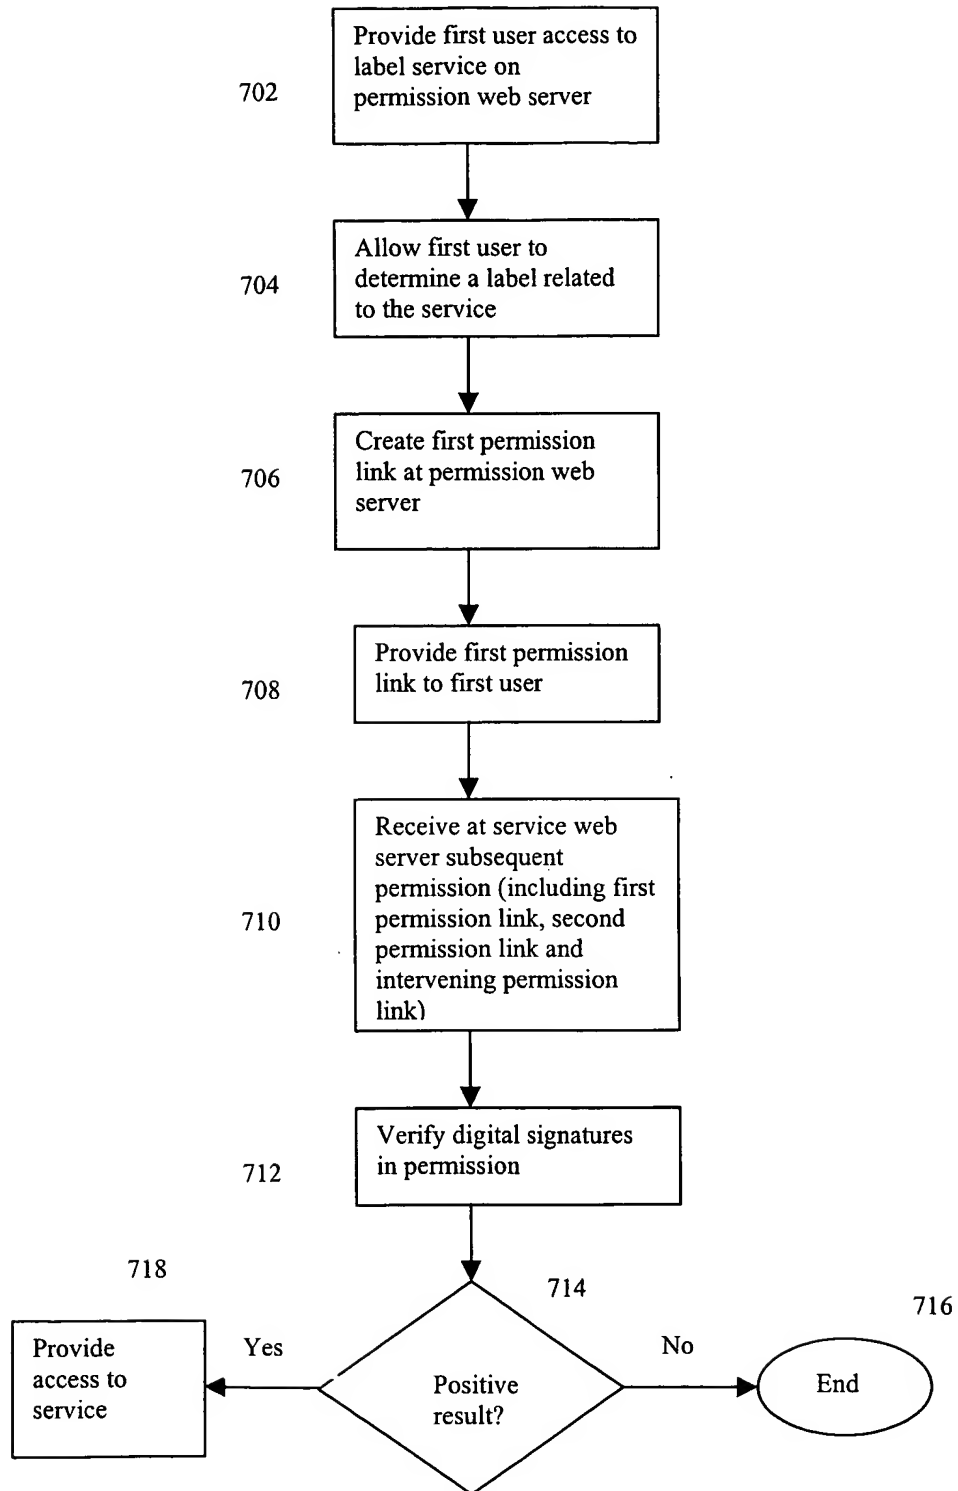 Provide first user access to
label service on
permission web server
702
Allow first user to
determine a label related
to the service
704
Create first permission
link at permission web
server
706
Provide first permission
link to first user
708
Receive at service web
server subsequent
permission (including first
permission link, second
permission link and
intervening permission
link)
710
Verify digital signatures
in permission
712
718
714
716
Provide
access to
service
Yes
Positive
result?
No
End